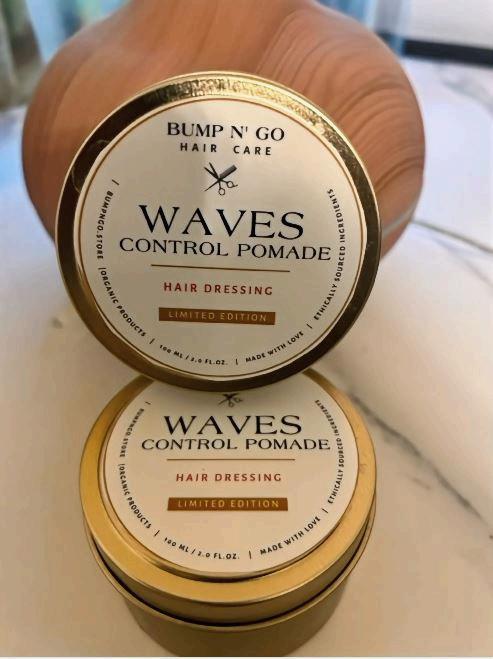 BUMP N' GO
HAIR CARE
WAVES
CONTROL POMADE
HAIR DRESSING
LIMITED EDITION
| BUMPNGO.STORE | ORGANIC PRODUCTS | 100 ML / 2.0 FL.OZ. | MADE WITH LOVE | ETHICALLY SOURCED INGREDIENTS
WAVES
CONTROL POMADE
HAIR DRESSING
LIMITED EDITION
| BUMPNGO.STORE | ORGANIC PRODUCTS | 100 ML / 2.0 FL.OZ. | MADE WITH LOVE | ETHICALLY SOURCED INGREDIENTS